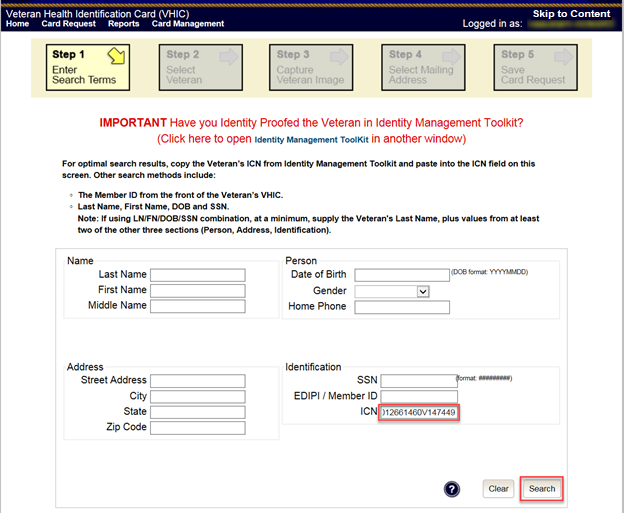 Veteran Health Identification Card (VHIC)
Skip to Content
Home Card Request Reports Card Management
Logged in as:
Step 1
Enter
Search Terms
Step 2
Select
Veteran
Step 3
Capture
Veteran Image
Step 4
Select Mailing
Address
Step 5
Save
Card Request
IMPORTANT Have you Identity Proofed the Veteran in Identity Management Toolkit?
(Click here to open Identity Management ToolKit in another window)
For optimal search results, copy the Veteran's ICN from Identity Management Toolkit and paste into the ICN field on this
screen. Other search methods include:
The Member ID from the front of the Veteran's VHIC.
Last Name, First Name, DOB and SSN.
Note: If using LN/FN/DOB/SSN combination, at a minimum, supply the Veteran's Last Name, plus values from at least
two of the other three sections (Person, Address, Identification).
Name
Last Name
First Name
Middle Name
Person
Date of Birth (DOB format: YYYYMMDD)
Gender
Home Phone
Address
Street Address
City
State
Zip Code
Identification
SSN (format: #########)
EDIPI / Member ID
ICN 012661460V147449
? Clear Search